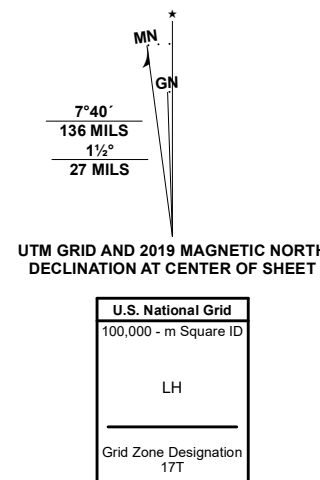 ★
MN
GN
7°40´
136 MILS
1½°
27 MILS
UTM GRID AND 2019 MAGNETIC NORTH
DECLINATION AT CENTER OF SHEET
U.S. National Grid
100,000 - m Square ID
LH
Grid Zone Designation
17T